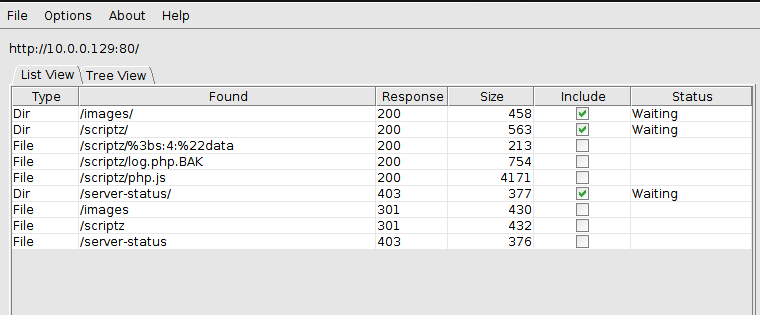 File Options About Help
http://10.0.0.129:80/
List View Tree View
Type Found Response Size Include Status
Dir /images/ 200 458 Waiting
Dir /scriptz/ 200 563 Waiting
File /scriptz/%3bs:4:%22data 200 213
File /scriptz/log.php.BAK 200 754
File /scriptz/php.js 200 4171
Dir /server-status/ 403 377 Waiting
File /images 301 430
File /scriptz 301 432
File /server-status 403 376